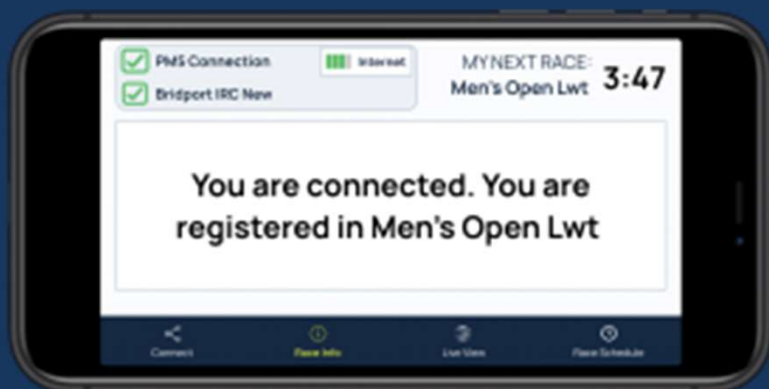 PM5 Connection
Internet
Bridport IRC New
MY NEXT RACE:
Men's Open Lwt
3:47
You are connected. You are
registered in Men's Open Lwt
Connect
Race Info
Live View
Race Schedule